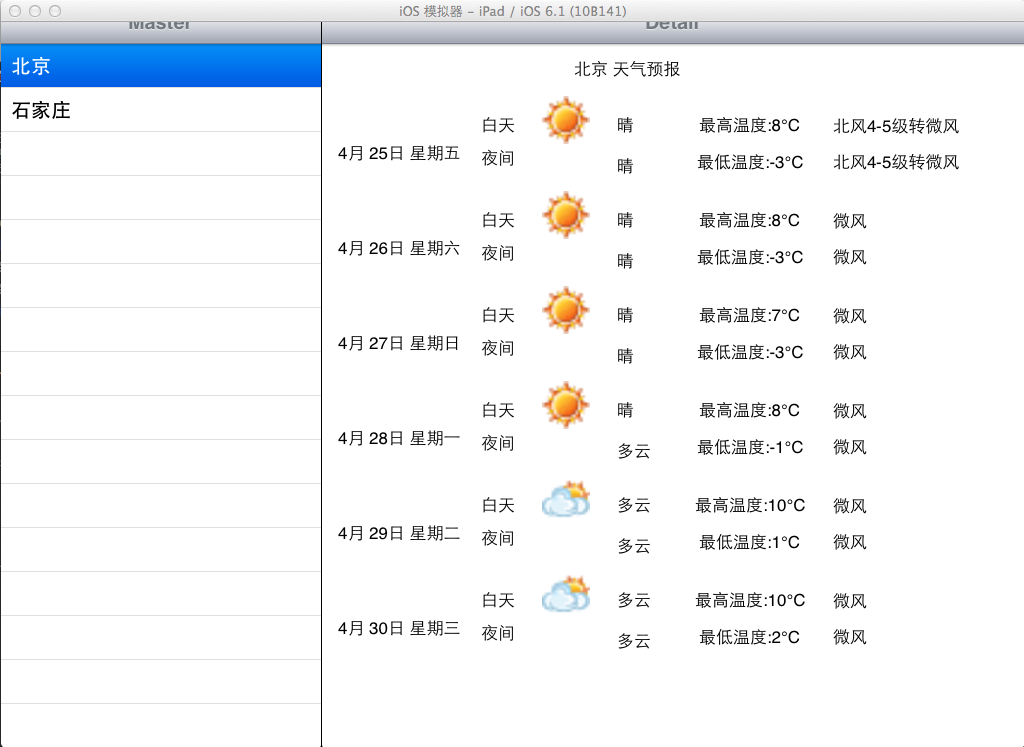 iOS 模拟器 – iPad / iOS 6.1 (10B141)
Master
Detail
北京
石家庄
北京 天气预报
4月 25日 星期五
白天
晴
最高温度:8°C
北风4-5级转微风
夜间
晴
最低温度:-3°C
北风4-5级转微风
4月 26日 星期六
白天
晴
最高温度:8°C
微风
夜间
晴
最低温度:-3°C
微风
4月 27日 星期日
白天
晴
最高温度:7°C
微风
夜间
晴
最低温度:-3°C
微风
4月 28日 星期一
白天
晴
最高温度:8°C
微风
夜间
多云
最低温度:-1°C
微风
4月 29日 星期二
白天
多云
最高温度:10°C
微风
夜间
多云
最低温度:1°C
微风
4月 30日 星期三
白天
多云
最高温度:10°C
微风
夜间
多云
最低温度:2°C
微风